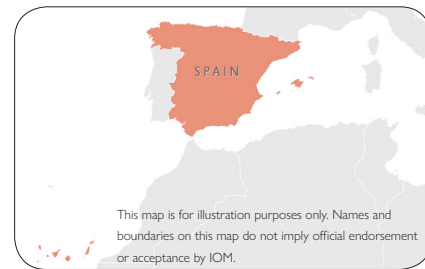 SPAIN
This map is for illustration purposes only. Names and
boundaries on this map do not imply official endorsement
or acceptance by IOM.